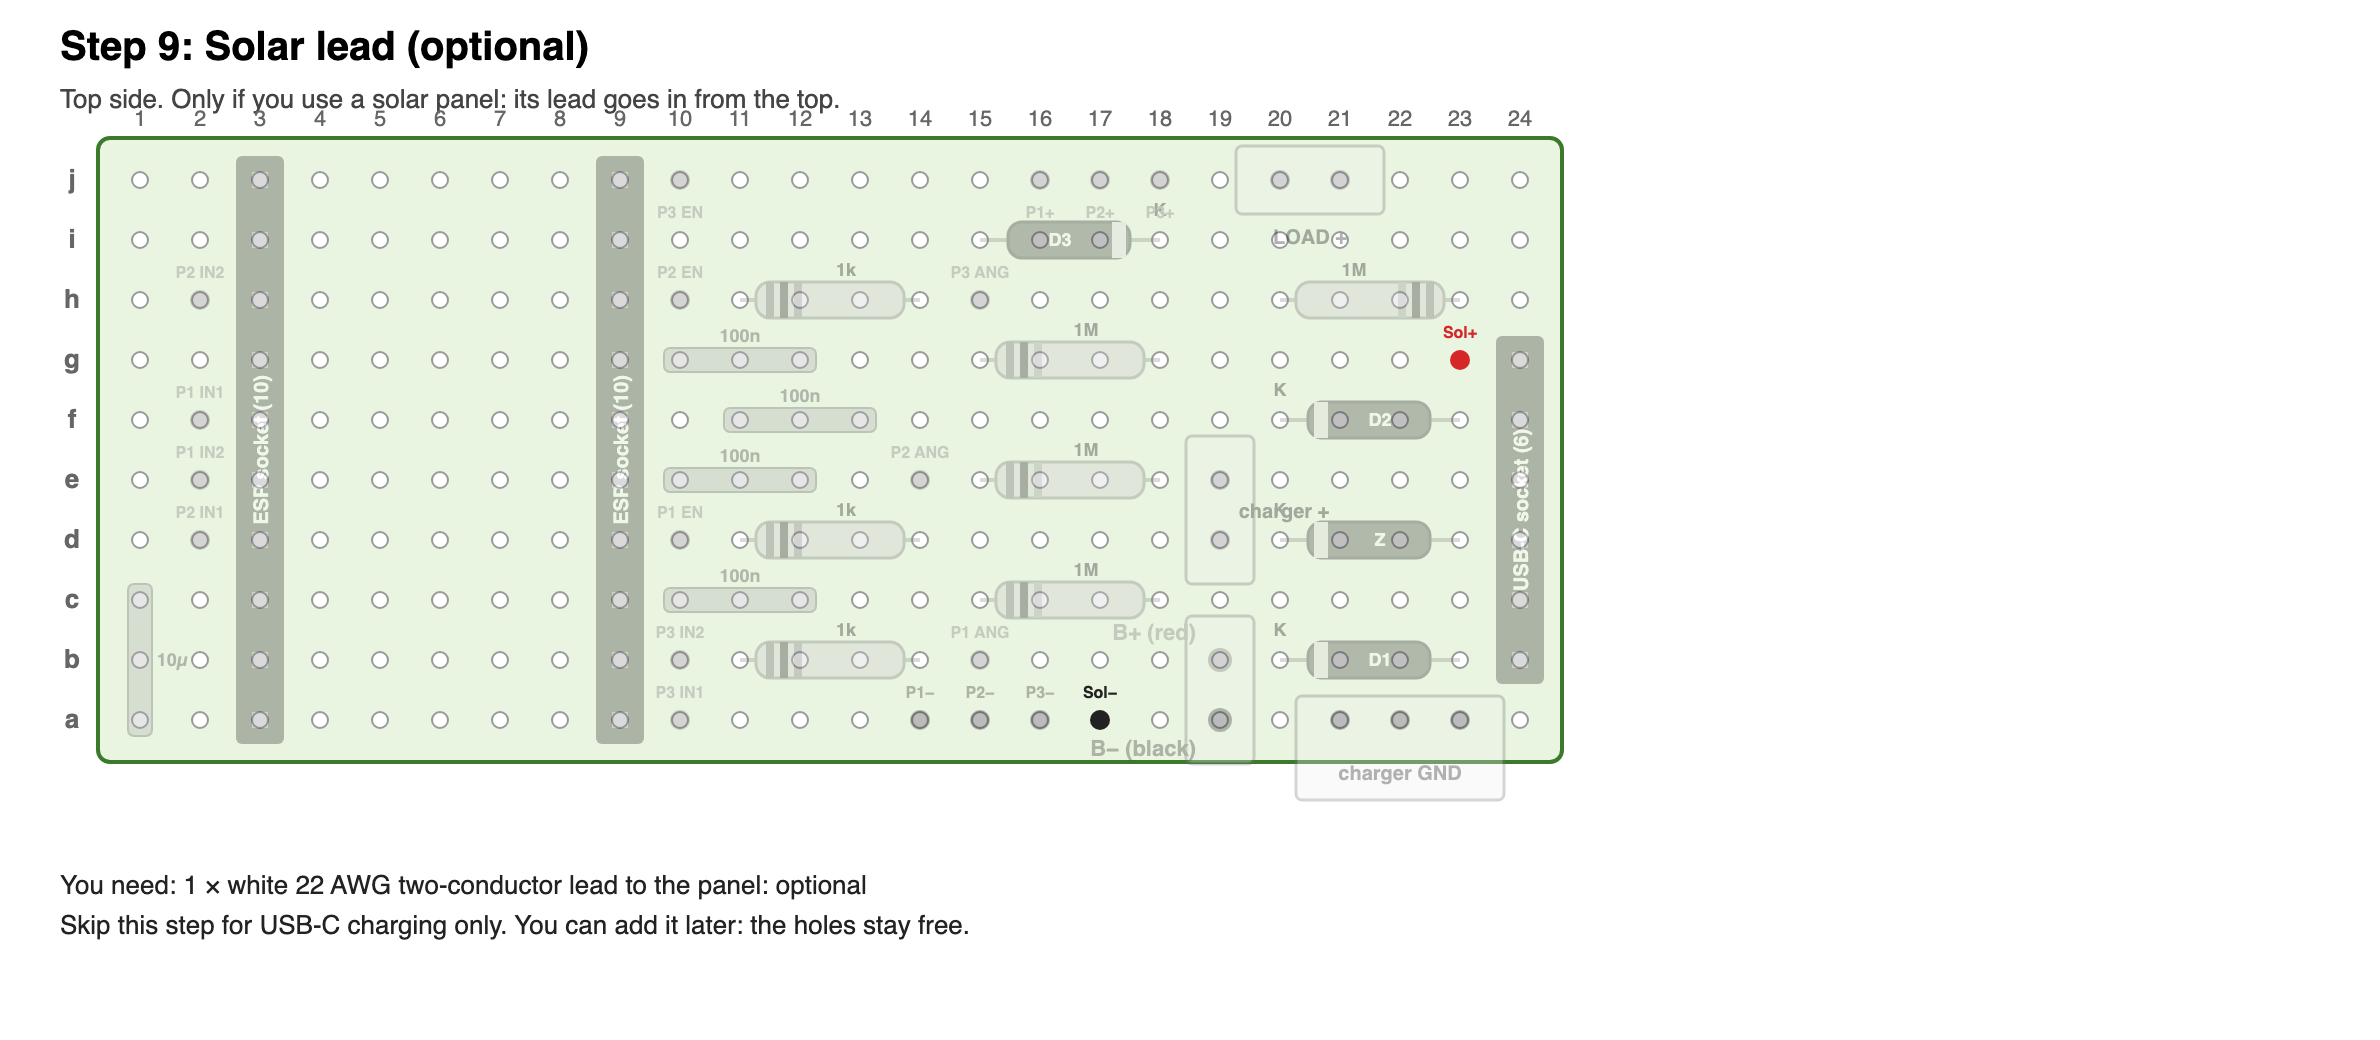 Step 9: Solar lead (optional)
Top side. Only if you use a solar panel: its lead goes in from the top.
1 2 3 4 5 6 7 8 9 10 11 12 13 14 15 16 17 18 19 20 21 22 23 24
j
P3 EN P1+ P2+ P3+ K
i D3 LOAD +
P2 IN2 P2 EN 1k P3 ANG 1M
h
100n 1M Sol+
g
P1 IN1 100n K
f D2
P1 IN2 100n P2 ANG 1M
e
ESP socket (10) ESP socket (10) USB-C socket (6)
P2 IN1 P1 EN 1k charger + K
d Z
100n 1M
c
P3 IN2 1k P1 ANG B+ (red) K
b 10µ D1
P3 IN1 P1– P2– P3– Sol–
a
B– (black)
charger GND
You need: 1 × white 22 AWG two-conductor lead to the panel: optional
Skip this step for USB-C charging only. You can add it later: the holes stay free.